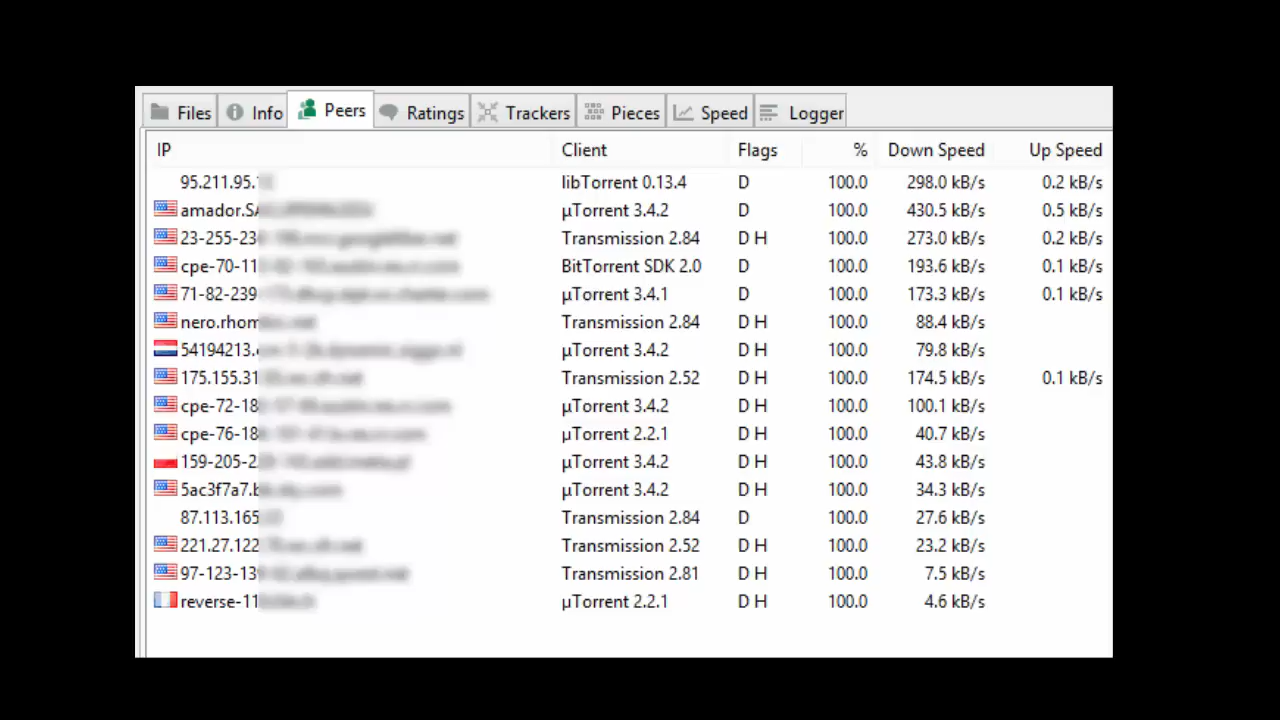 Files Info Peers Ratings Trackers Pieces Speed Logger
IP Client Flags % Down Speed Up Speed
95.211.95. libTorrent 0.13.4 D 100.0 298.0 kB/s 0.2 kB/s
amador.SA µTorrent 3.4.2 D 100.0 430.5 kB/s 0.5 kB/s
23-255-23 Transmission 2.84 D H 100.0 273.0 kB/s 0.2 kB/s
cpe-70-11 BitTorrent SDK 2.0 D 100.0 193.6 kB/s 0.1 kB/s
71-82-239 µTorrent 3.4.1 D 100.0 173.3 kB/s 0.1 kB/s
nero.rhom Transmission 2.84 D H 100.0 88.4 kB/s
54194213. µTorrent 3.4.2 D H 100.0 79.8 kB/s
175.155.31 Transmission 2.52 D H 100.0 174.5 kB/s 0.1 kB/s
cpe-72-18 µTorrent 3.4.2 D H 100.0 100.1 kB/s
cpe-76-18 µTorrent 2.2.1 D H 100.0 40.7 kB/s
159-205-2 µTorrent 3.4.2 D H 100.0 43.8 kB/s
5ac3f7a7.b µTorrent 3.4.2 D H 100.0 34.3 kB/s
87.113.165 Transmission 2.84 D 100.0 27.6 kB/s
221.27.122 Transmission 2.52 D H 100.0 23.2 kB/s
97-123-13 Transmission 2.81 D H 100.0 7.5 kB/s
reverse-11 µTorrent 2.2.1 D H 100.0 4.6 kB/s